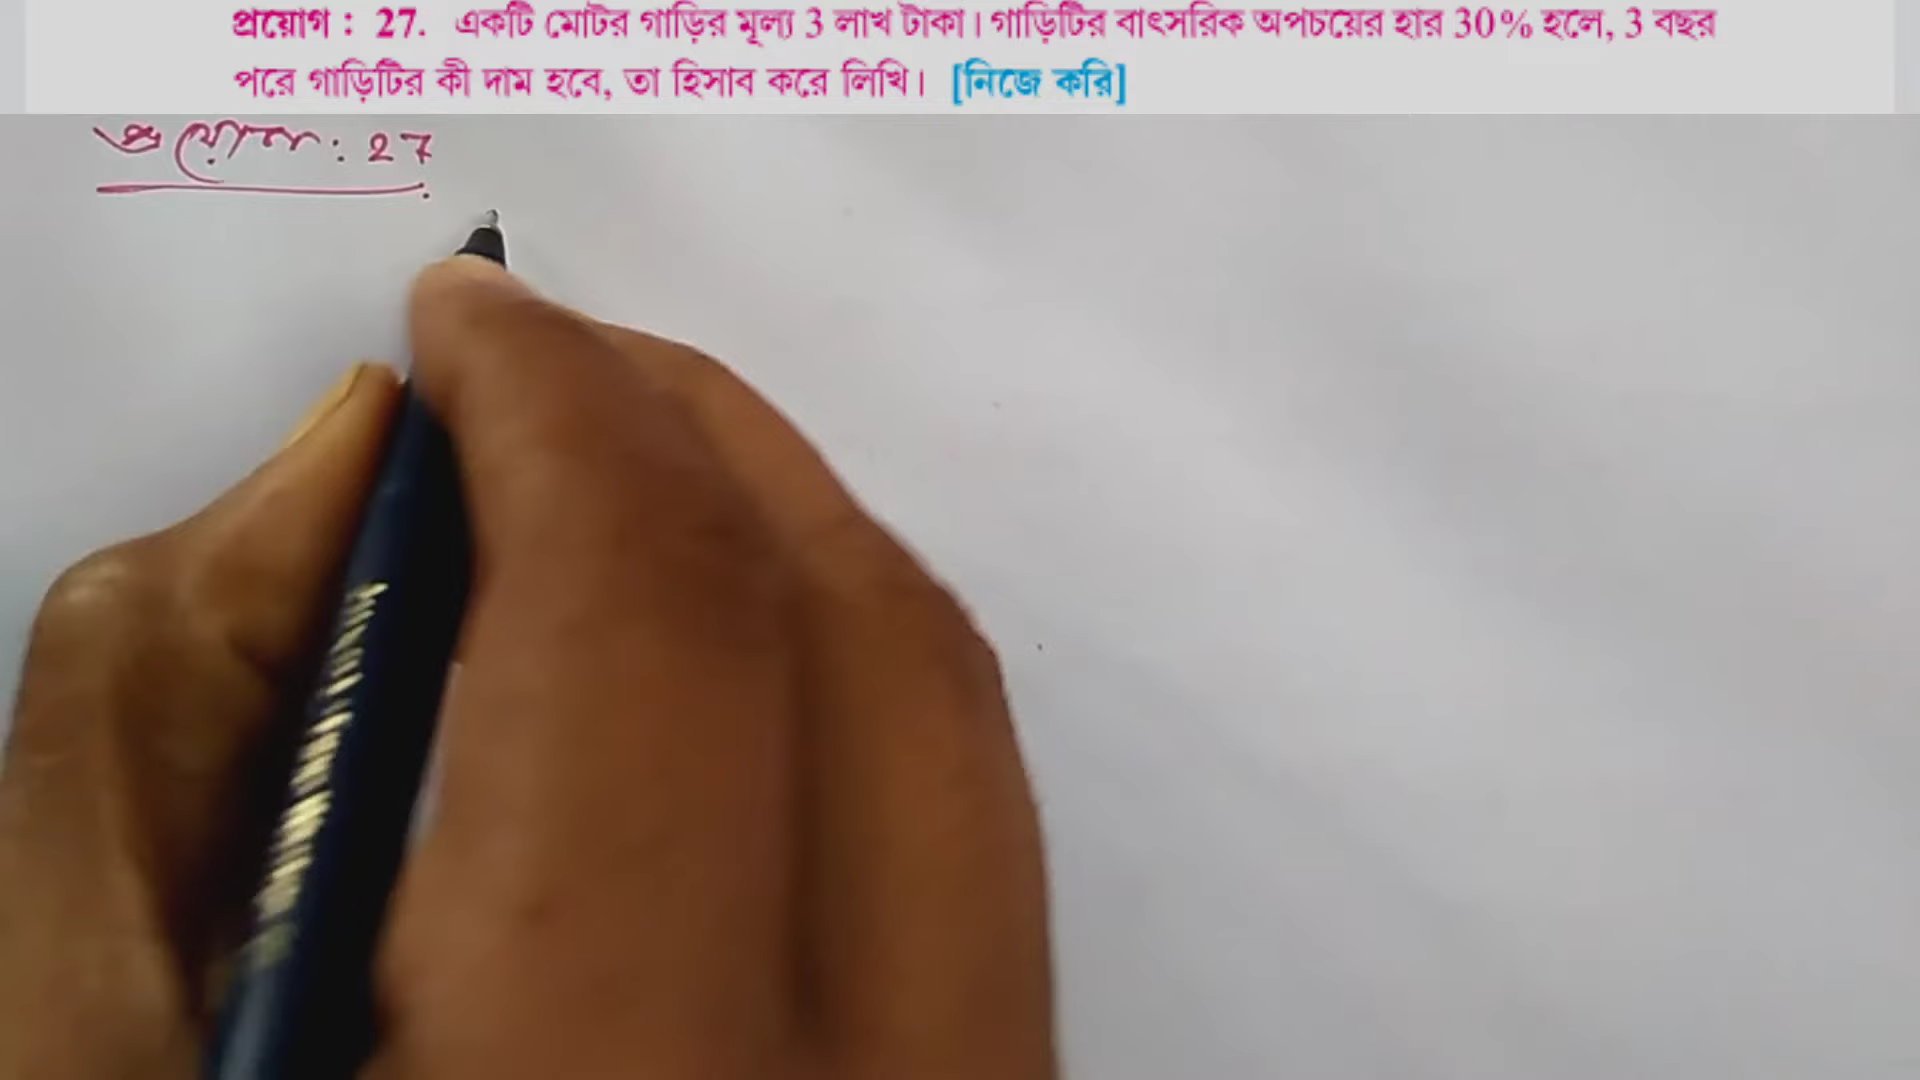 প্রয়োগ : 27. একটি মোটর গাড়ির মূল্য 3 লাখ টাকা। গাড়িটির বাৎসরিক অপচয়ের হার 30% হলে, 3 বছর
পরে গাড়িটির কী দাম হবে, তা হিসাব করে লিখি। [নিজে করি]
প্রয়োগ : 27